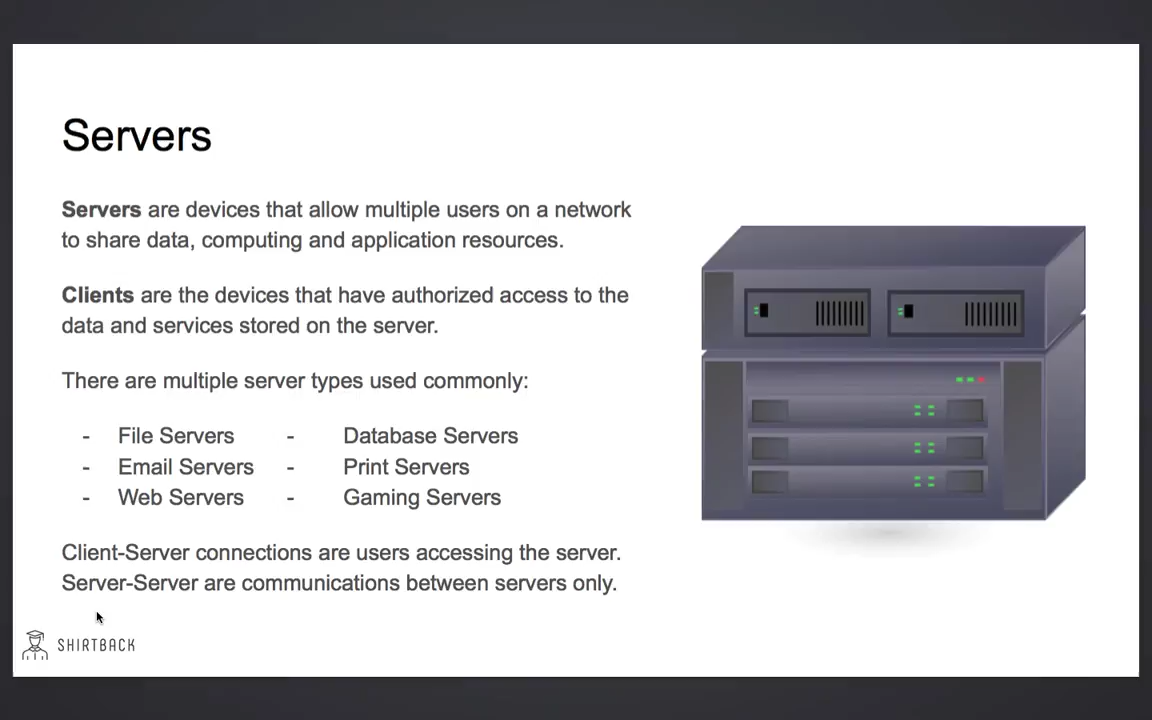 Servers
Servers are devices that allow multiple users on a network
to share data, computing and application resources.
Clients are the devices that have authorized access to the
data and services stored on the server.
There are multiple server types used commonly:
- File Servers - Database Servers
- Email Servers - Print Servers
- Web Servers - Gaming Servers
Client-Server connections are users accessing the server.
Server-Server are communications between servers only.
SHIRTBACK